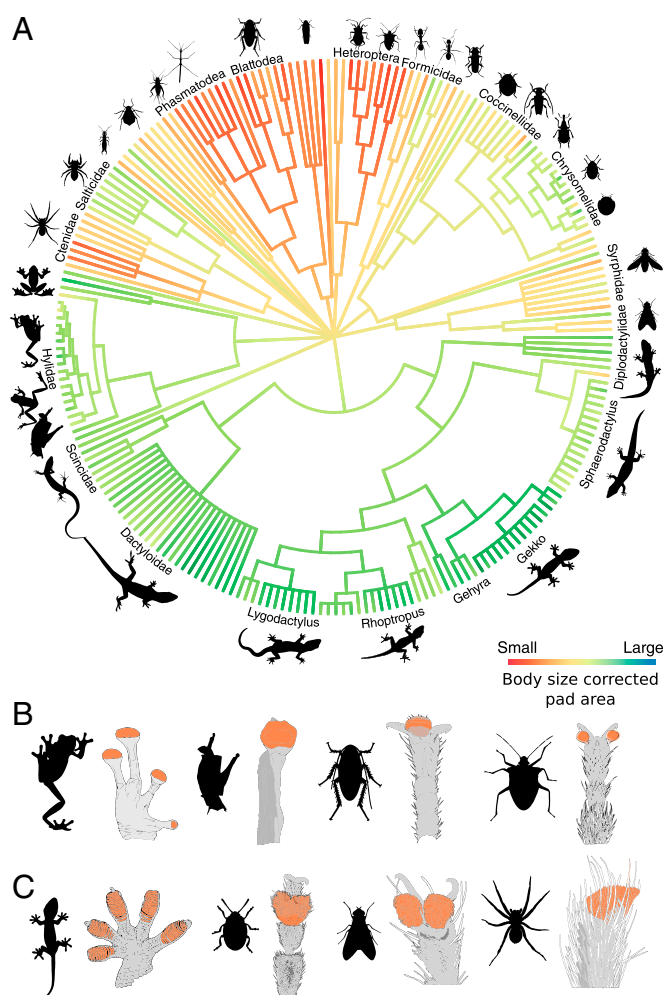 A
Heteroptera
Formicidae
Coccinellidae
Chrysomelidae
Syrphidae
Diplodactylidae
Sphaerodactylus
Gekko
Gehyra
Rhoptropus
Lygodactylus
Dactyloidae
Scincidae
Hylidae
Ctenidae
Salticidae
Phasmatodea
Blattodea
Small
Large
Body size corrected
pad area
B
C